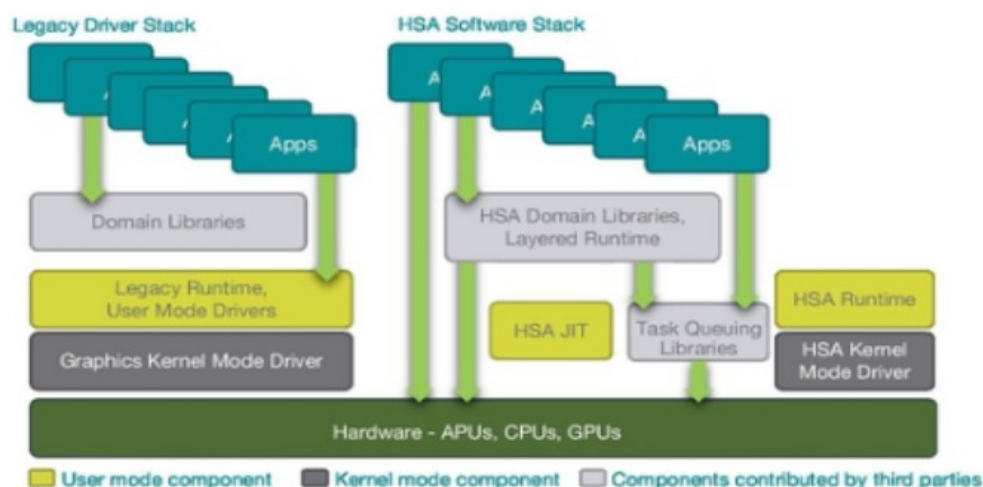 Legacy Driver Stack
HSA Software Stack
A
A
A
A
A
A
A
Apps
Apps
Domain Libraries
HSA Domain Libraries,
Layered Runtime
Legacy Runtime,
User Mode Drivers
HSA Runtime
HSA JIT
Task Queuing
Libraries
Graphics Kernel Mode Driver
HSA Kernel
Mode Driver
Hardware - APUs, CPUs, GPUs
User mode component
Kernel mode component
Components contributed by third parties